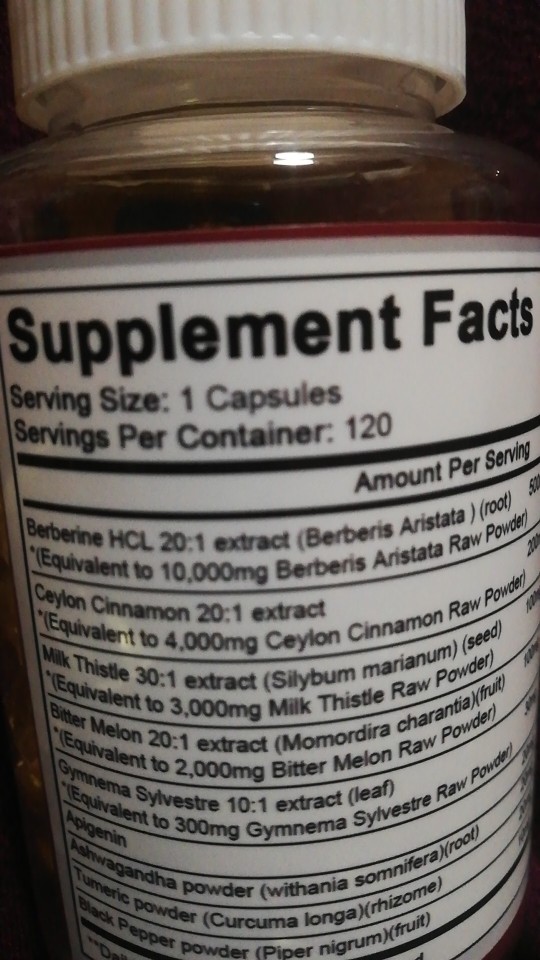 Supplement Facts
Serving Size: 1 Capsules
Servings Per Container: 120
Amount Per Serving
Berberine HCL 20:1 extract (Berberis Aristata ) (root)
*(Equivalent to 10,000mg Berberis Aristata Raw Powder)
Ceylon Cinnamon 20:1 extract
*(Equivalent to 4,000mg Ceylon Cinnamon Raw Powder)
Milk Thistle 30:1 extract (Silybum marianum) (seed)
*(Equivalent to 3,000mg Milk Thistle Raw Powder)
Bitter Melon 20:1 extract (Momordira charantia)(fruit)
*(Equivalent to 2,000mg Bitter Melon Raw Powder)
Gymnema Sylvestre 10:1 extract (leaf)
*(Equivalent to 300mg Gymnema Sylvestre Raw Powder)
Apigenin
Ashwagandha powder (withania somnifera)(root)
Tumeric powder (Curcuma longa)(rhizome)
Black Pepper powder (Piper nigrum)(fruit)